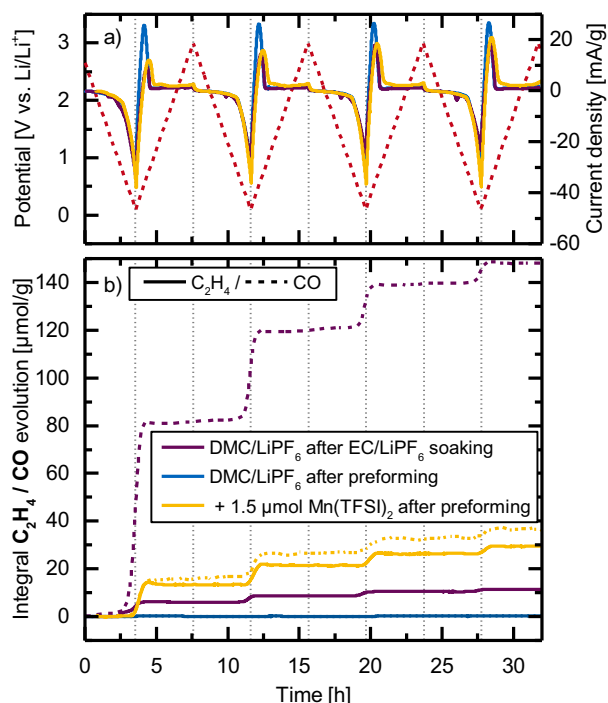 a)
Potential [V vs. Li/Li⁺]
3
2
1
0
Current density [mA/g]
20
0
-20
-40
-60
b)
C₂H₄ / CO
Integral C₂H₄ / CO evolution [µmol/g]
140
120
100
80
60
40
20
0
DMC/LiPF₆ after EC/LiPF₆ soaking
DMC/LiPF₆ after preforming
+ 1.5 µmol Mn(TFSI)₂ after preforming
0 5 10 15 20 25 30
Time [h]